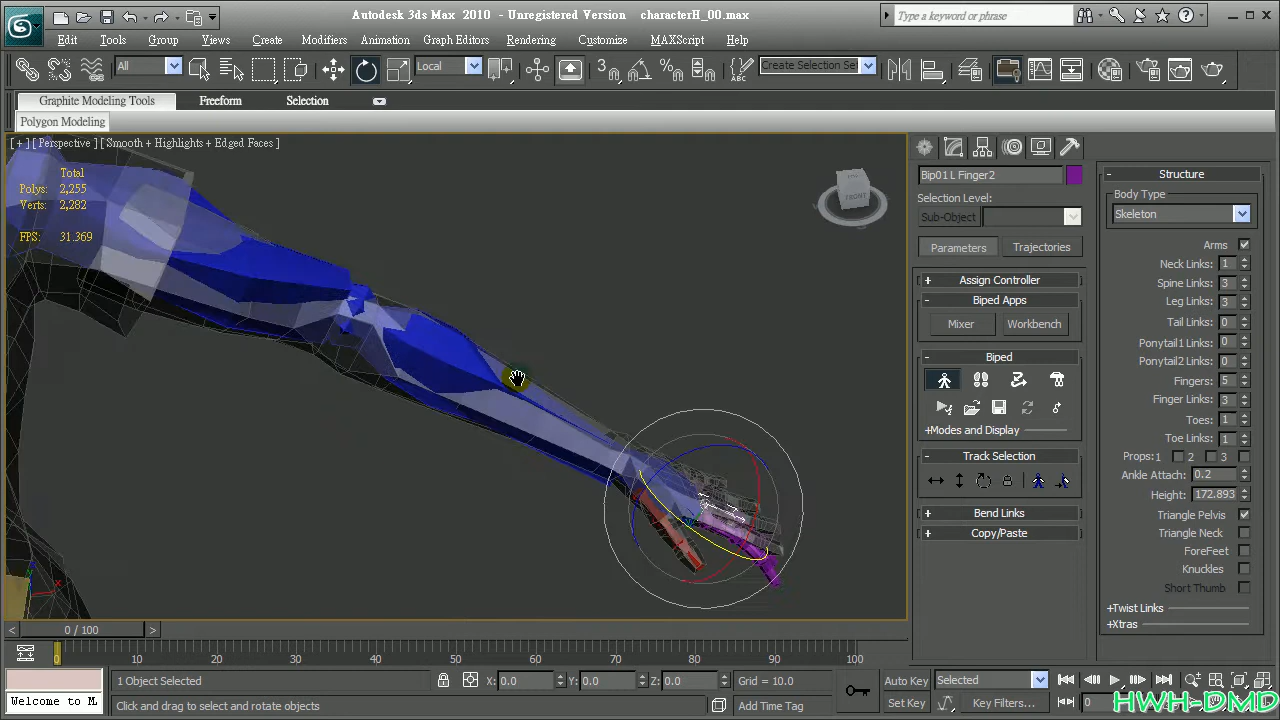 Autodesk 3ds Max 2010 - Unregistered Version characterH_00.max
Type a keyword or phrase
Edit Tools Group Views Create Modifiers Animation Graph Editors Rendering Customize MAXScript Help
All Local Create Selection Se
Graphite Modeling Tools Freeform Selection
Polygon Modeling
[ + ] [ Perspective ] [ Smooth + Highlights + Edged Faces ]
Total
Polys: 2,255
Verts: 2,282
FPS: 31.369
FRONT
Bip01 L Finger2
Selection Level:
Sub-Object
Parameters Trajectories
+ Assign Controller
- Biped Apps
Mixer Workbench
- Biped
+Modes and Display
- Track Selection
+ Bend Links
+ Copy/Paste
- Structure
Body Type
Skeleton
Arms
Neck Links: 1
Spine Links: 3
Leg Links: 3
Tail Links: 0
Ponytail1 Links: 0
Ponytail2 Links: 0
Fingers: 5
Finger Links: 3
Toes: 1
Toe Links: 1
Props: 1 2 3
Ankle Attach: 0.2
Height: 172.893
Triangle Pelvis
Triangle Neck
ForeFeet
Knuckles
Short Thumb
+Twist Links
+Xtras
< 0 / 100 >
0 10 20 30 40 50 60 70 80 90 100
1 Object Selected X: 0.0 Y: 0.0 Z: 0.0 Grid = 10.0 Auto Key Selected
Welcome to M Click and drag to select and rotate objects Add Time Tag Set Key Key Filters... 0
HWH-DMD